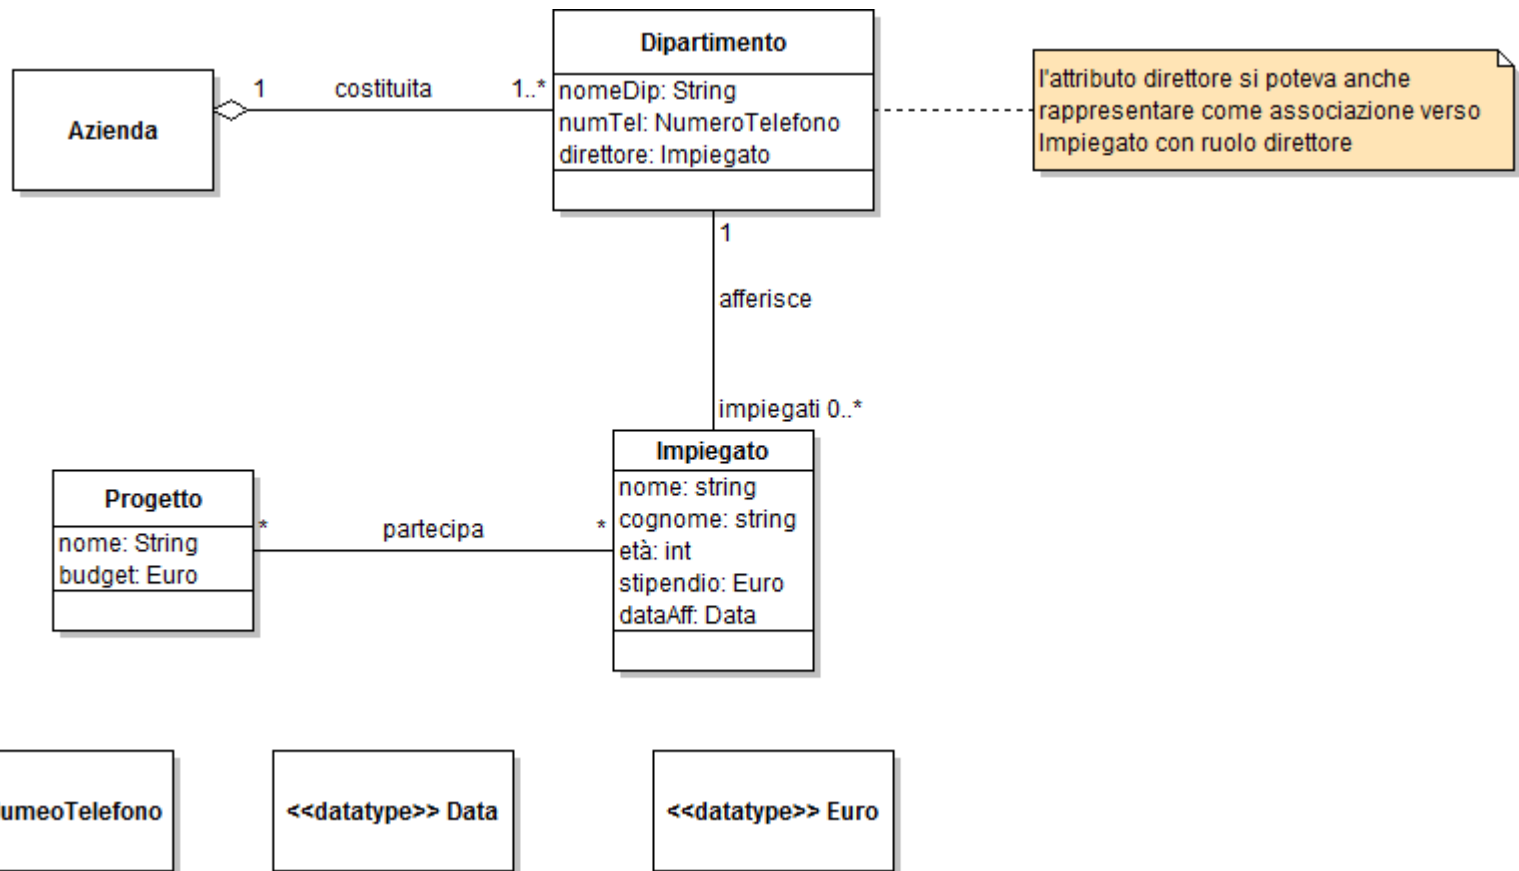 Dipartimento
nomeDip: String
numTel: NumeroTelefono
direttore: Impiegato
l'attributo direttore si poteva anche
rappresentare come associazione verso
Impiegato con ruolo direttore
Azienda
1
costituita
1..*
1
afferisce
impiegati 0..*
Impiegato
nome: string
cognome: string
età: int
stipendio: Euro
dataAff: Data
Progetto
nome: String
budget: Euro
*
partecipa
*
umeoTelefono
<<datatype>> Data
<<datatype>> Euro